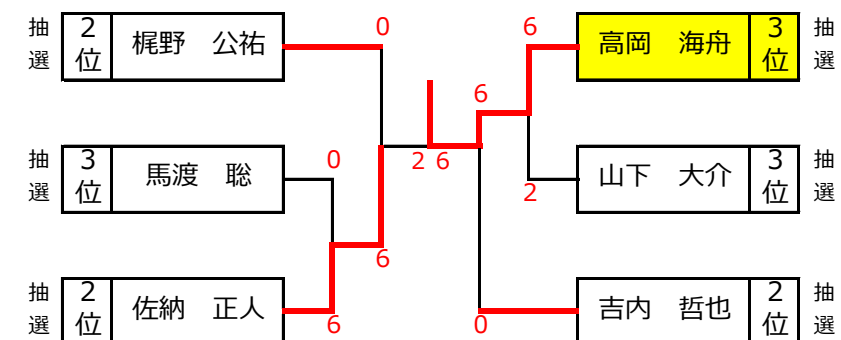 抽選 2位 梶野 公祐 0 6 高岡 海舟 3位 抽選
6
抽選 3位 馬渡 聡 0 2 6 2 山下 大介 3位 抽選
6
抽選 2位 佐納 正人 6 0 吉内 哲也 2位 抽選